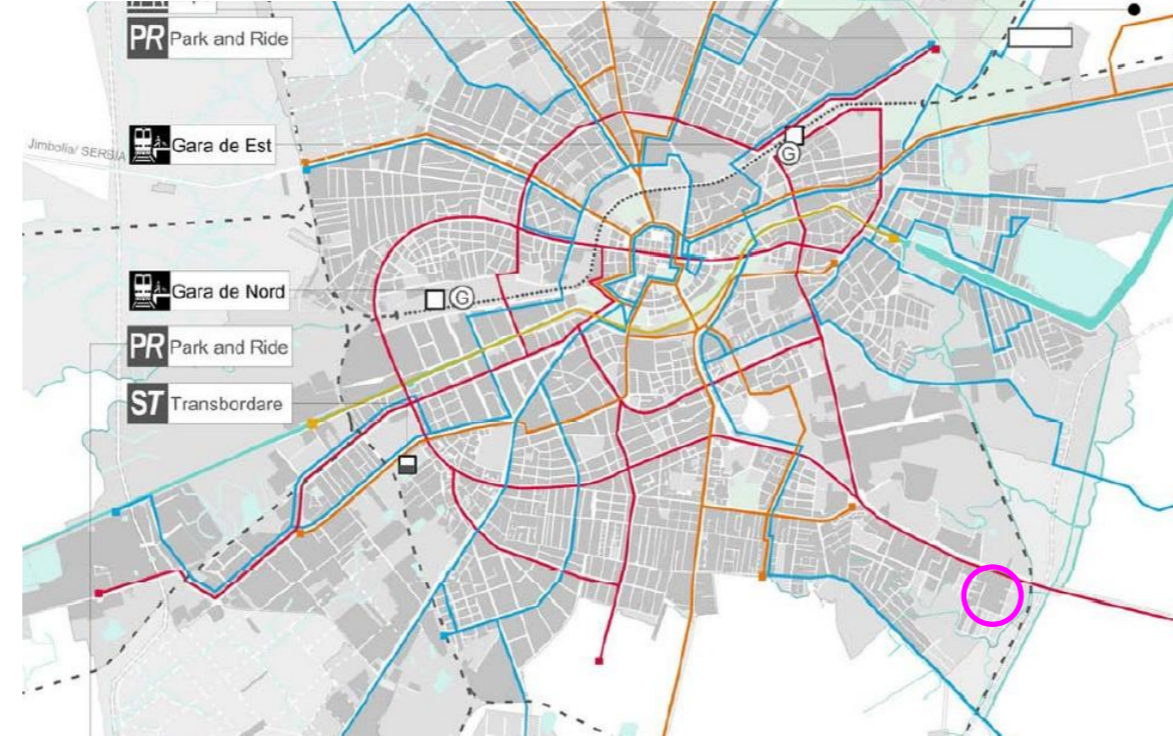 PR Park and Ride
Jimbolia/ SERBIA
Gara de Est
G
Gara de Nord
G
PR Park and Ride
ST Transbordare